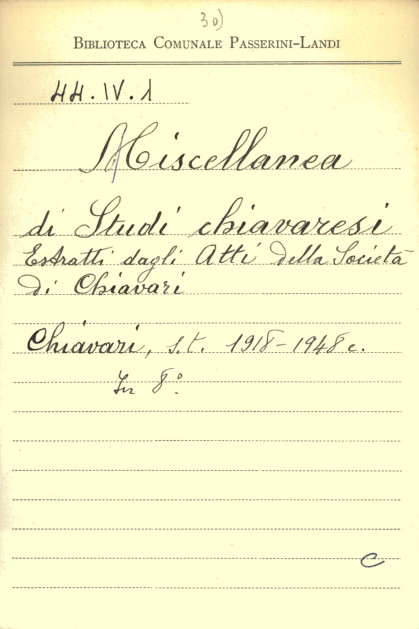 30)
BIBLIOTECA COMUNALE PASSERINI-LANDI
44.IV.1
Miscellanea
di Studi chiavaresi
Estratti dagli Atti della Società
di Chiavari
Chiavari, s.t. 1918-1948 c.
In 8°.
C